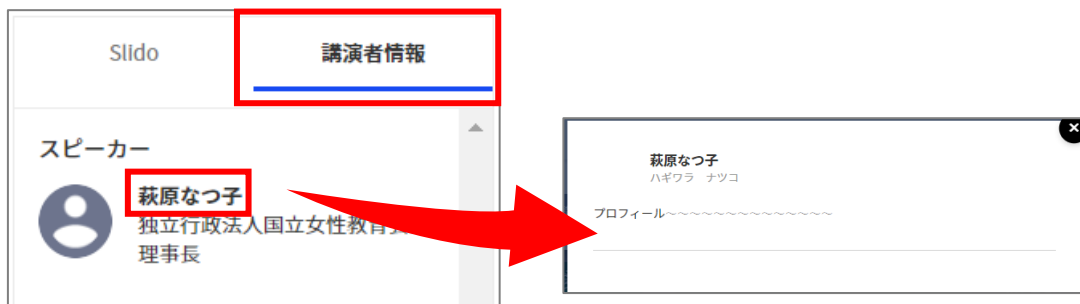 Slido
講演者情報
スピーカー
萩原なつ子
独立行政法人国立女性教育会
理事長
萩原なつ子
ハギワラ ナツコ
プロフィール～～～～～～～～～～～～～～
×